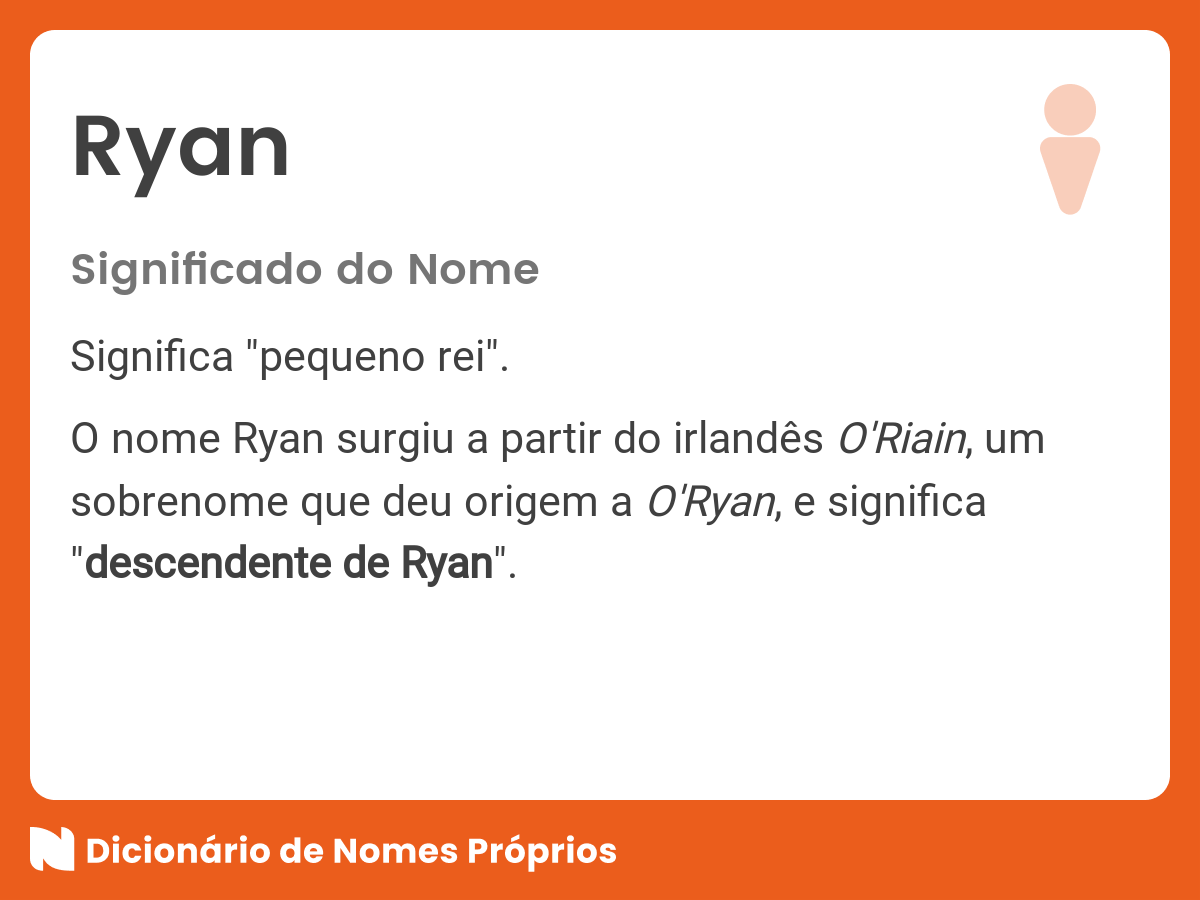 Ryan
Significado do Nome
Significa "pequeno rei".
O nome Ryan surgiu a partir do irlandês O'Riain, um
sobrenome que deu origem a O'Ryan, e significa
"descendente de Ryan".
Dicionário de Nomes Próprios